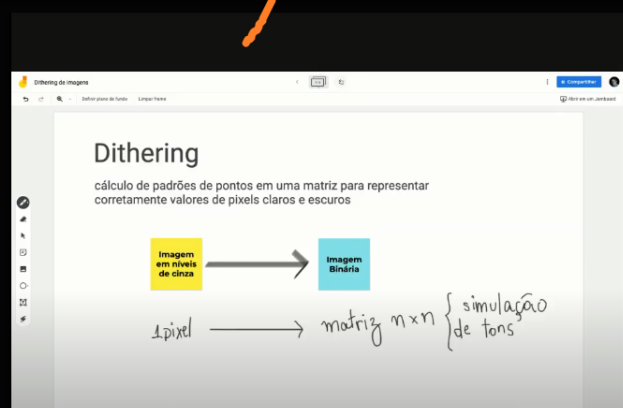 Dithering de Imagens
Compartilhar
Definir plano de fundo Limpar frame
Abrir em um Jamboard
Dithering
cálculo de padrões de pontos em uma matriz para representar
corretamente valores de pixels claros e escuros
Imagem
em níveis
de cinza
Imagem
Binária
1 pixel → matriz n×n { simulação
de tons